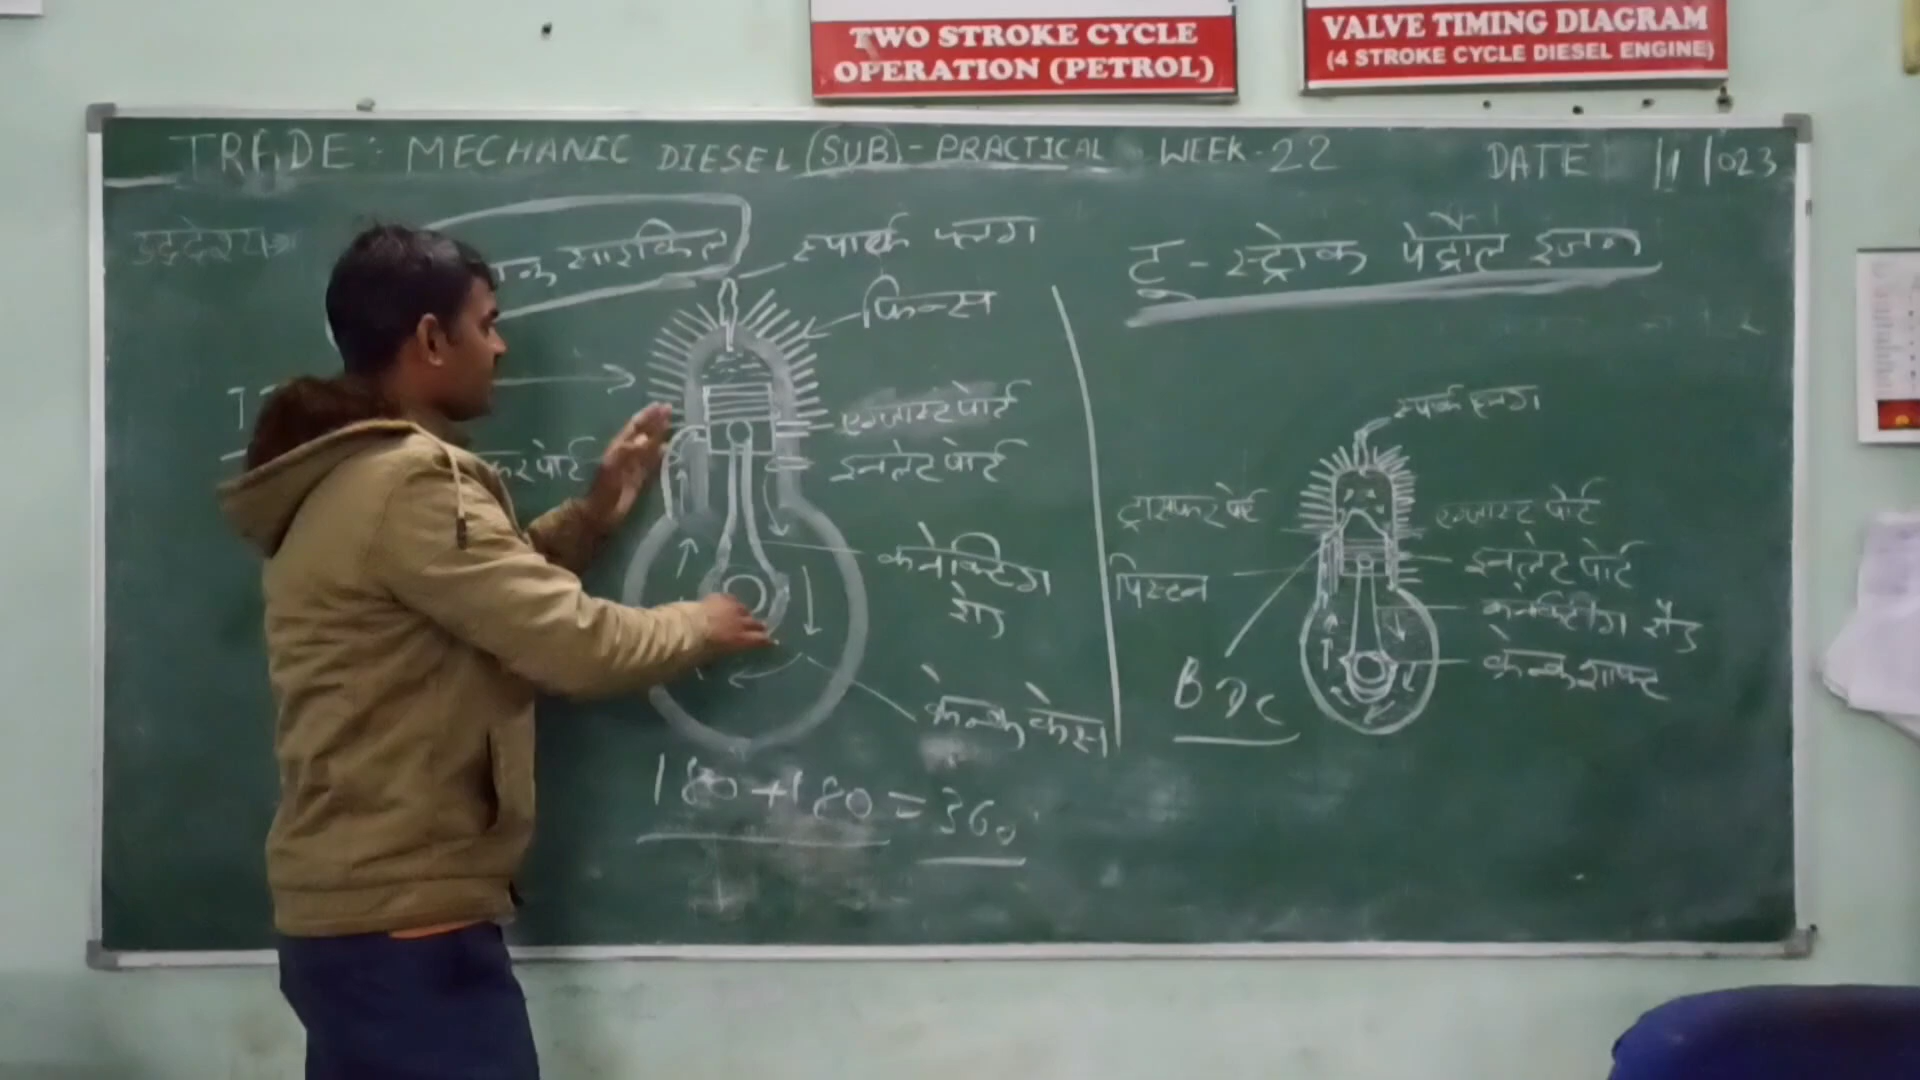 TWO STROKE CYCLE
OPERATION (PETROL)
VALVE TIMING DIAGRAM
(4 STROKE CYCLE DIESEL ENGINE)
TRADE: MECHANIC DIESEL (SUB)- PRACTICAL WEEK-22 DATE
उद्देश्य
साइकिल
स्पार्क प्लग
फिन्स
एग्जास्ट पोर्ट
इनलेट पोर्ट
कनेक्टिग
रोड
केन्क केस
180+180=360
टू-स्ट्रोक पेट्रोल इंजन
स्पार्क प्लग
ट्रांसफर पोर्ट
एग्जास्ट पोर्ट
इनलेट पोर्ट
पिस्टन
कनेक्टींग रोड
केन्कशाफ्ट
BDC